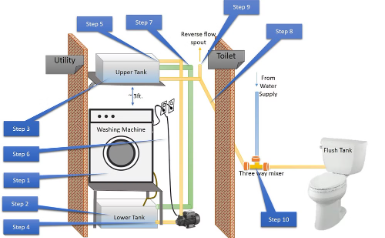 Step 9
Step 7
Step 5
Reverse flow
spout
Step 8
Utility
Toilet
Upper Tank
From
Water
Supply
3ft.
Step 3
Washing Machine
Step 6
Flush Tank
Step 1
Three way mixer
Step 2
Lower Tank
Step 4
Step 10